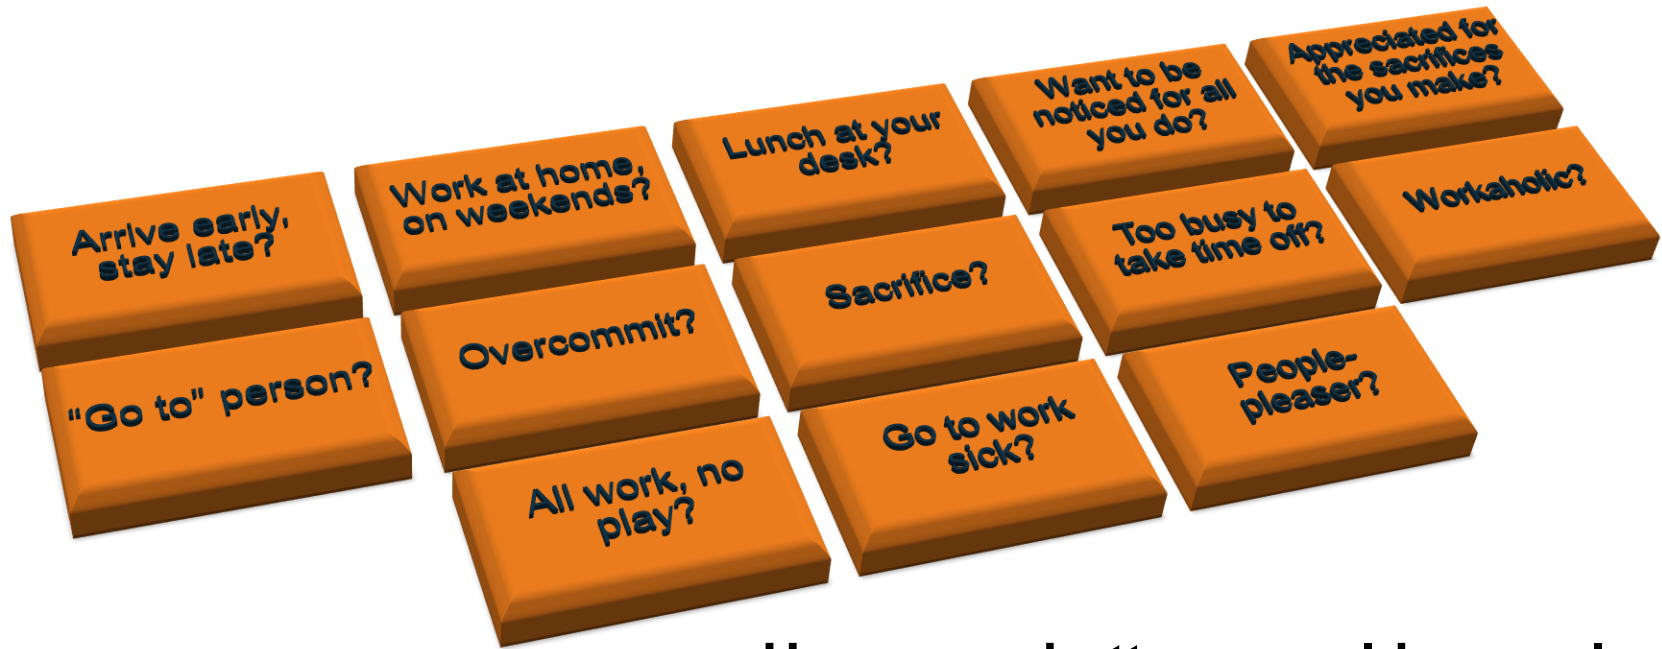 Arrive early,
stay late?
Work at home,
on weekends?
Lunch at your
desk?
Want to be
noticed for all
you do?
Appreciated for
the sacrifices
you make?
"Go to" person?
Overcommit?
Sacrifice?
Too busy to
take time off?
Workaholic?
All work, no
play?
Go to work
sick?
People-
pleaser?